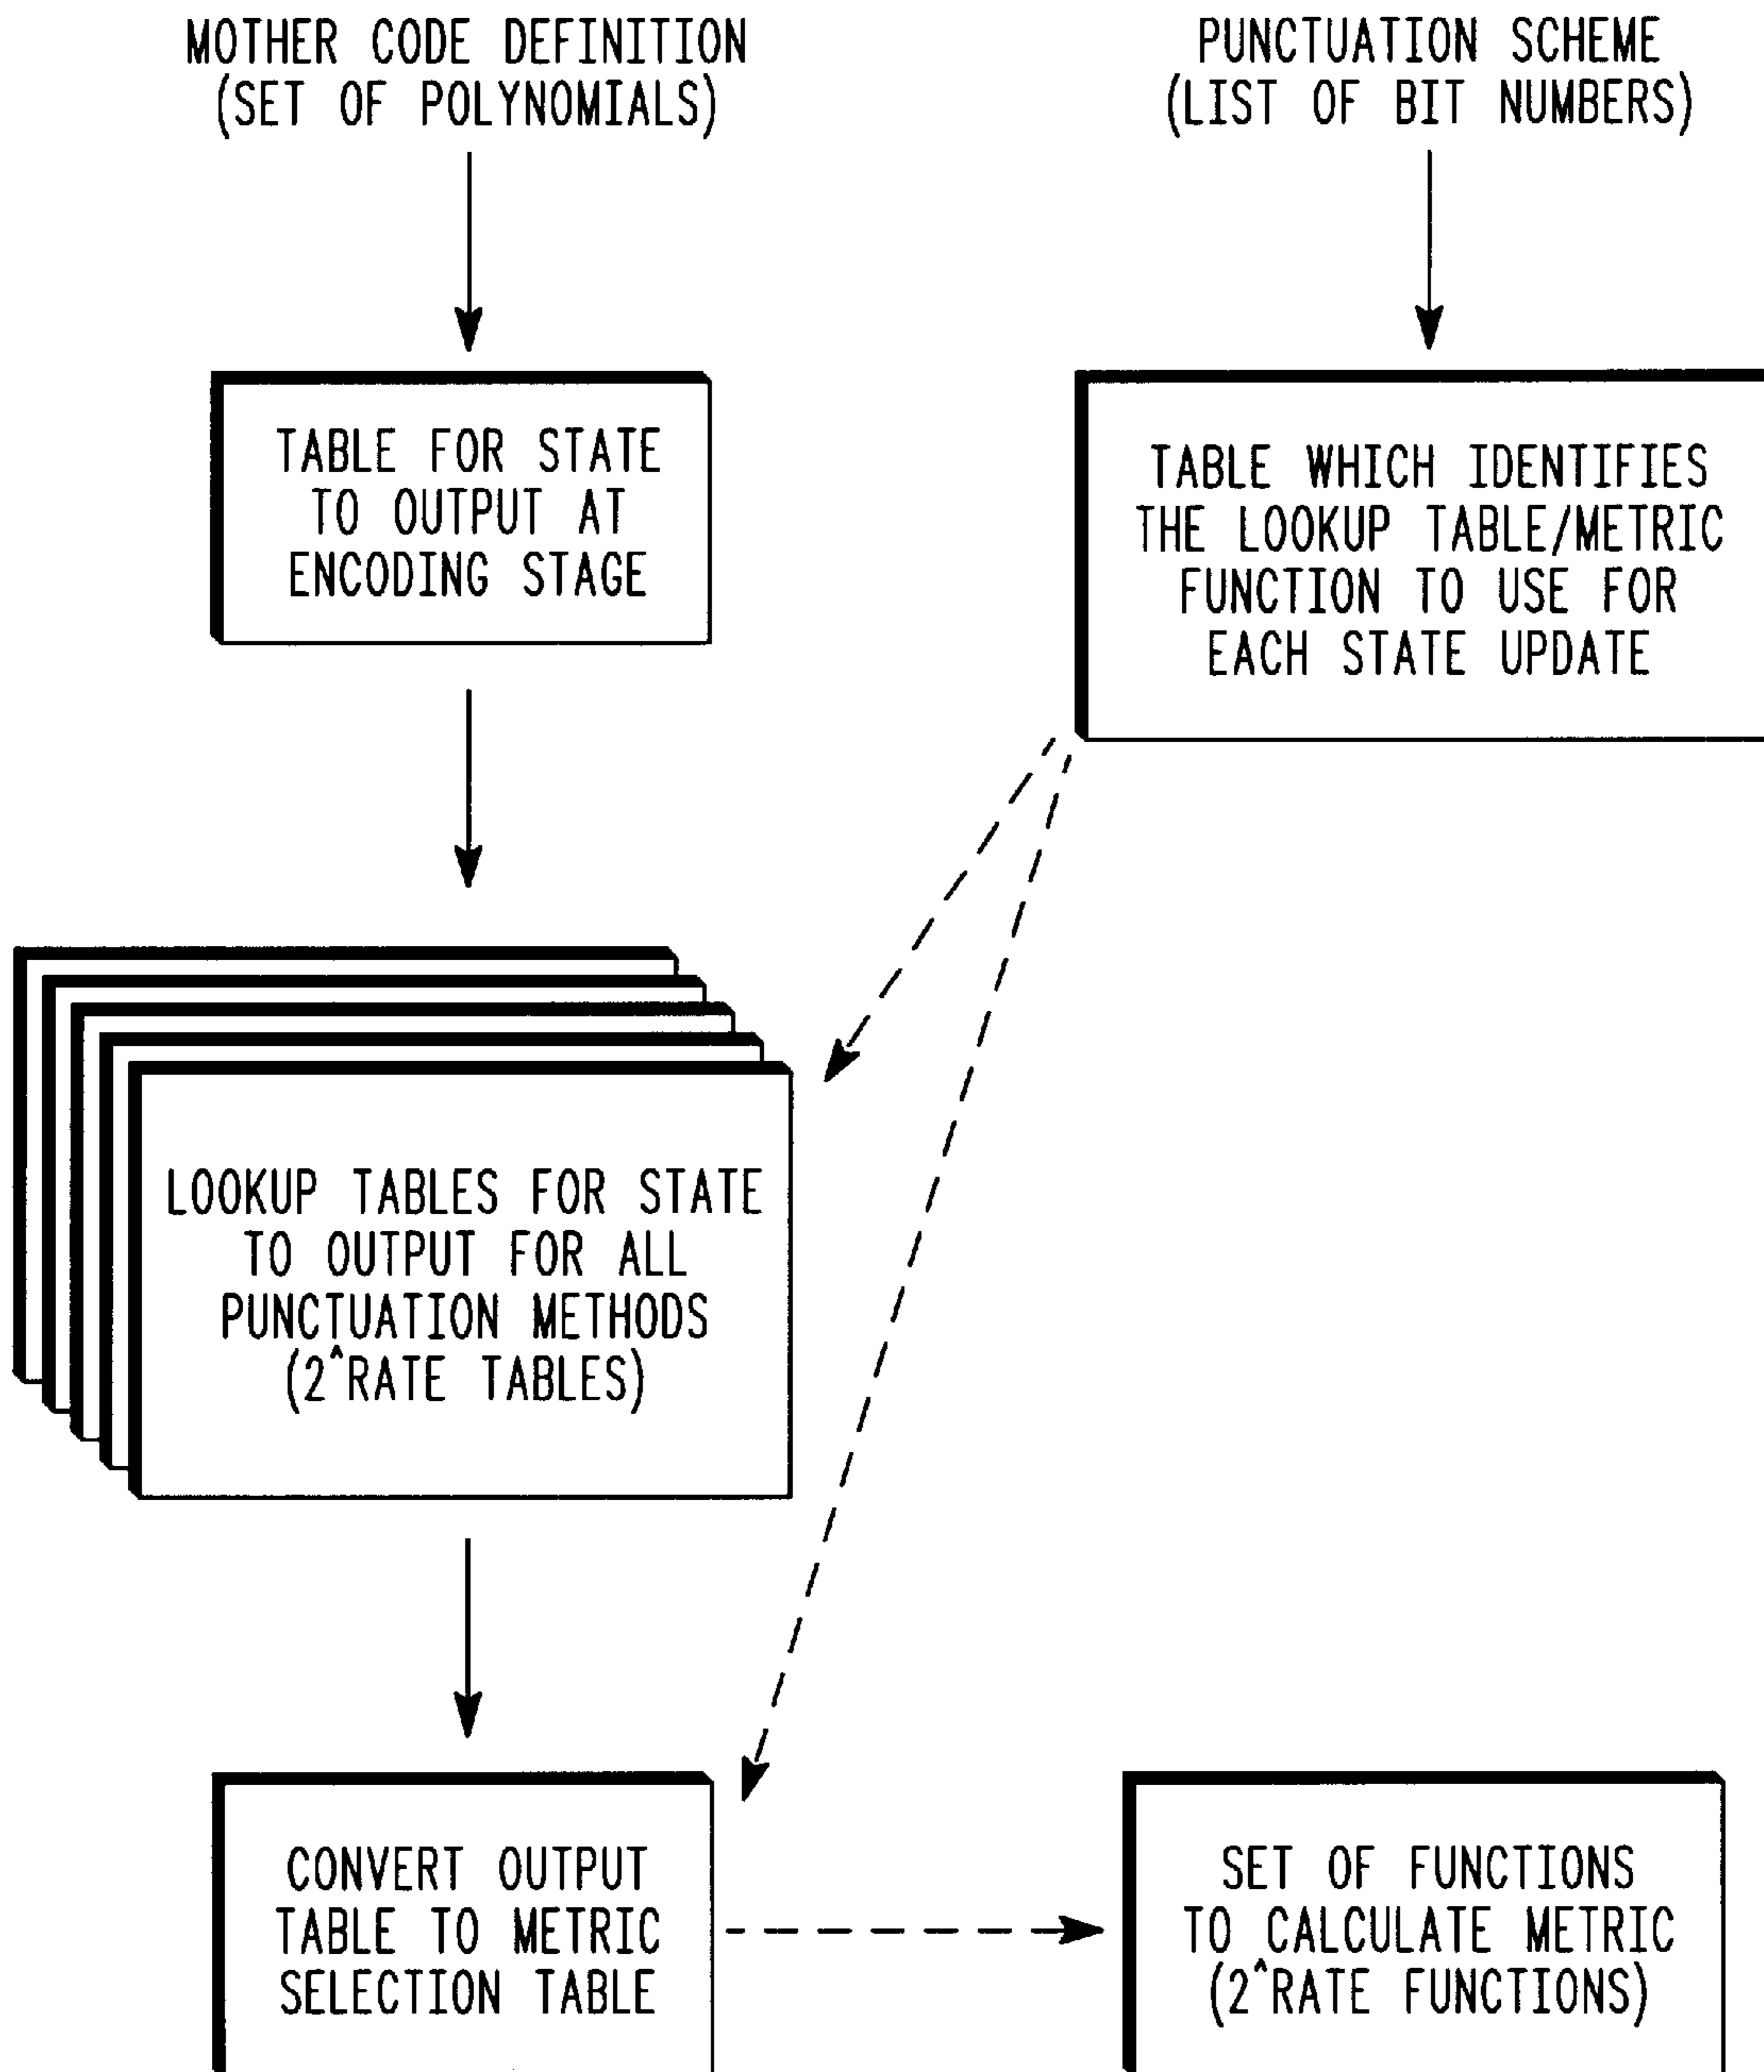 MOTHER CODE DEFINITION
(SET OF POLYNOMIALS)
PUNCTUATION SCHEME
(LIST OF BIT NUMBERS)
TABLE FOR STATE
TO OUTPUT AT
ENCODING STAGE
TABLE WHICH IDENTIFIES
THE LOOKUP TABLE/METRIC
FUNCTION TO USE FOR
EACH STATE UPDATE
LOOKUP TABLES FOR STATE
TO OUTPUT FOR ALL
PUNCTUATION METHODS
(2^RATE TABLES)
CONVERT OUTPUT
TABLE TO METRIC
SELECTION TABLE
SET OF FUNCTIONS
TO CALCULATE METRIC
(2^RATE FUNCTIONS)